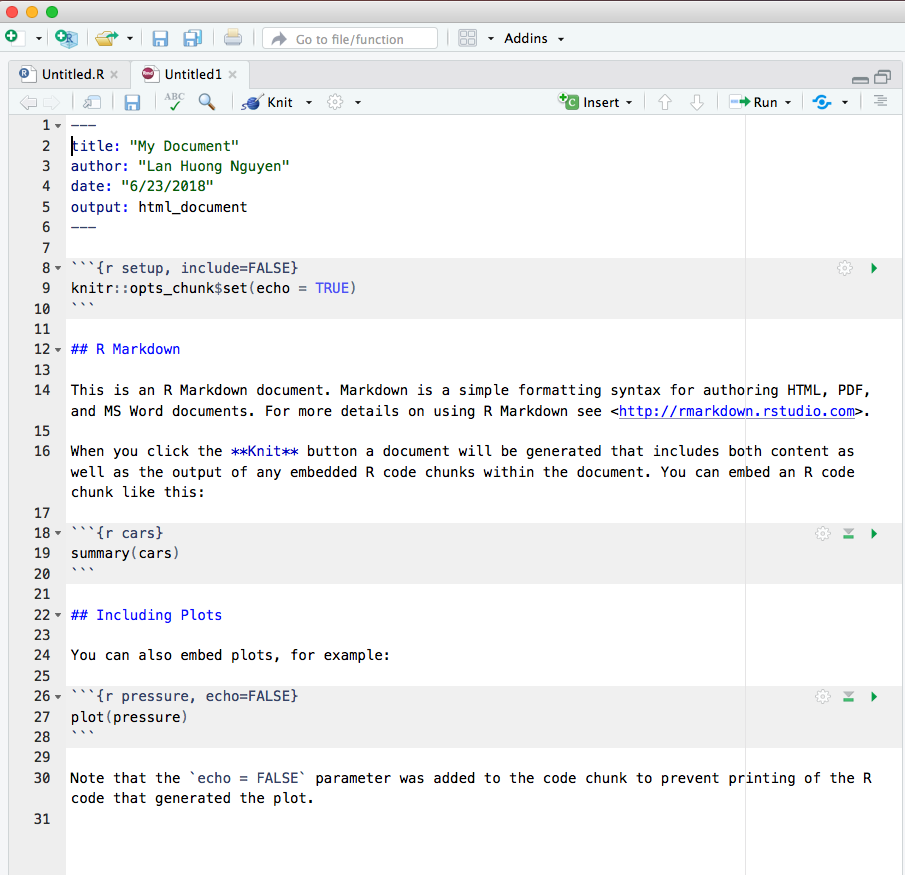 Go to file/function
Addins
Untitled.R
Untitled1
ABC
Knit
Insert
Run
1 ---
2 title: "My Document"
3 author: "Lan Huong Nguyen"
4 date: "6/23/2018"
5 output: html_document
6 ---
7
8 ```{r setup, include=FALSE}
9 knitr::opts_chunk$set(echo = TRUE)
10 ```
11
12 ## R Markdown
13
14 This is an R Markdown document. Markdown is a simple formatting syntax for authoring HTML, PDF,
and MS Word documents. For more details on using R Markdown see <http://rmarkdown.rstudio.com>.
15
16 When you click the **Knit** button a document will be generated that includes both content as
well as the output of any embedded R code chunks within the document. You can embed an R code
chunk like this:
17
18 ```{r cars}
19 summary(cars)
20 ```
21
22 ## Including Plots
23
24 You can also embed plots, for example:
25
26 ```{r pressure, echo=FALSE}
27 plot(pressure)
28 ```
29
30 Note that the `echo = FALSE` parameter was added to the code chunk to prevent printing of the R
code that generated the plot.
31